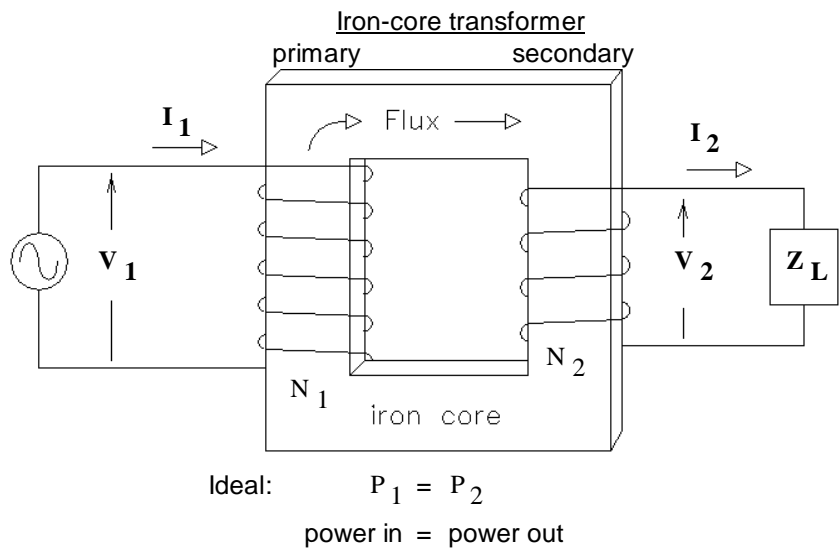 Iron-core transformer
primary secondary
I1
Flux
I2
V1
V2
ZL
N1
N2
iron core
Ideal: P1 = P2
power in = power out